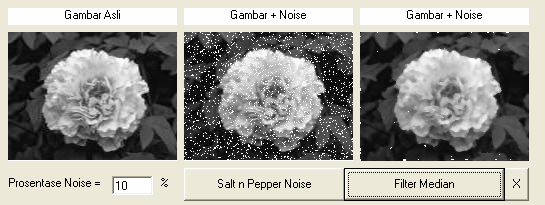 Gambar Asli
Gambar + Noise
Gambar + Noise
Prosentase Noise = 10 %
Salt n Pepper Noise
Filter Median
X